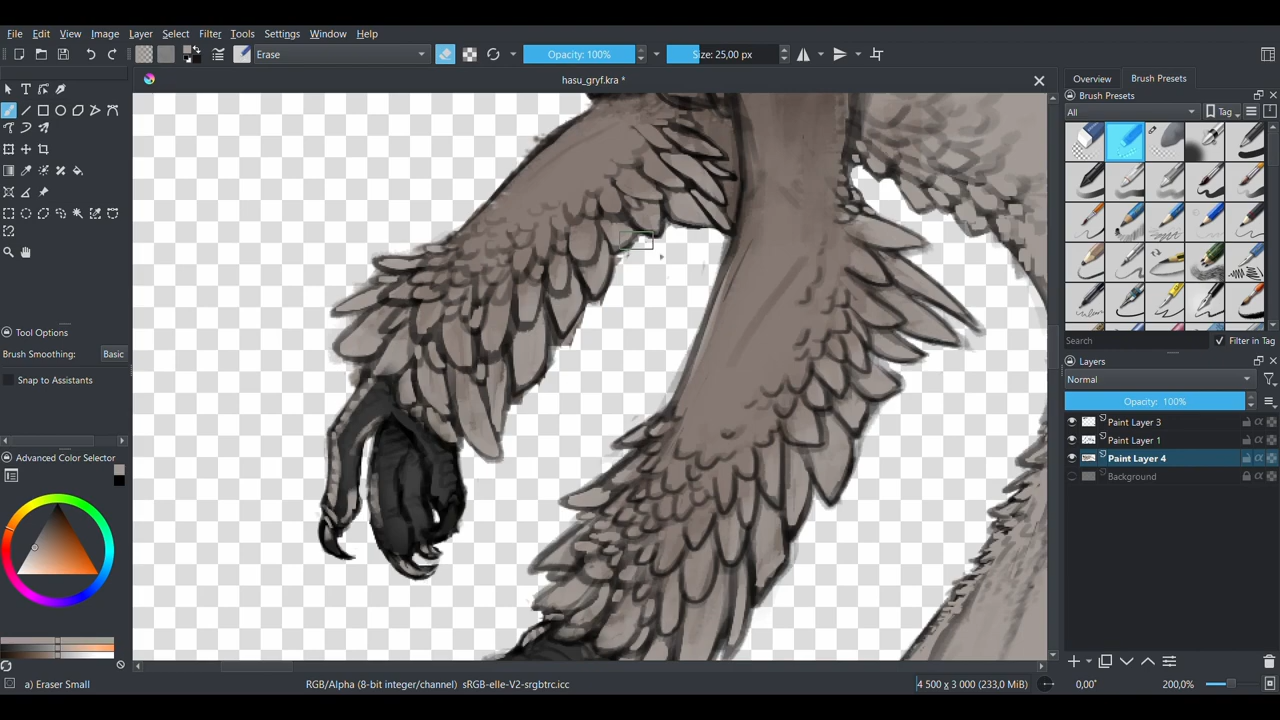 File Edit View Image Layer Select Filter Tools Settings Window Help
Erase Opacity: 100% Size: 25,00 px
hasu_gryf.kra *
Overview Brush Presets
Brush Presets
All Tag
Search Filter in Tag
Tool Options
Brush Smoothing: Basic
Snap to Assistants
Layers
Normal
Opacity: 100%
Paint Layer 3
Paint Layer 1
Paint Layer 4
Background
Advanced Color Selector
a) Eraser Small RGB/Alpha (8-bit integer/channel) sRGB-elle-V2-srgbtrc.icc 4 500 x 3 000 (233,0 MiB) 0,00° 200,0%